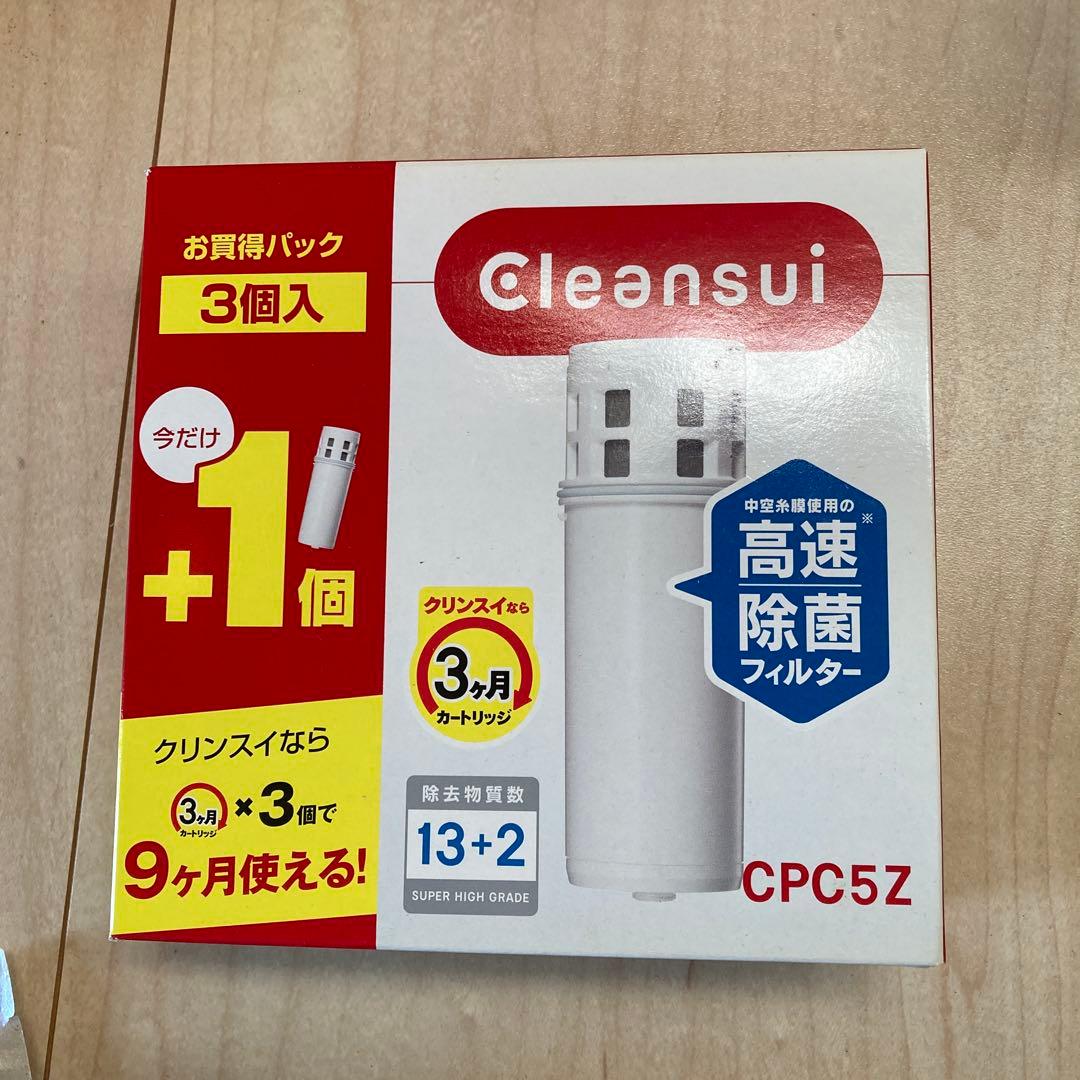 お買得パック
3個入
今だけ
+1個
クリンスイなら
3ヶ月
カートリッジ
×3個で
9ヶ月使える!
Cleansui
中空糸膜使用の
高速※
除菌
フィルター
クリンスイなら
3ヶ月
カートリッジ
除去物質数
13+2
SUPER HIGH GRADE
CPC5Z